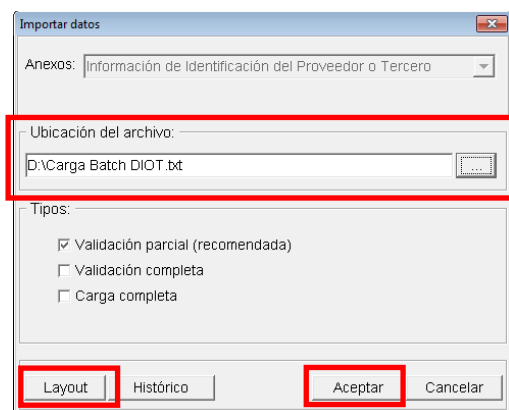 Importar datos
Anexos: Información de Identificación del Proveedor o Tercero
Ubicación del archivo:
D:\Carga Batch DIOT.txt ...
Tipos:
Validación parcial (recomendada)
Validación completa
Carga completa
Layout Histórico Aceptar Cancelar